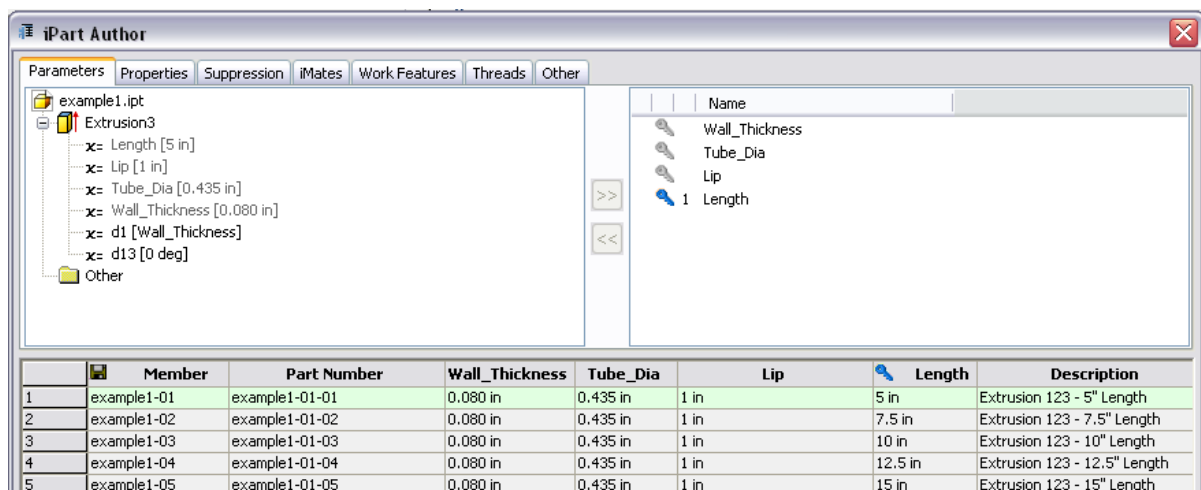 iPart Author
Parameters Properties Suppression iMates Work Features Threads Other
example1.ipt
Extrusion3
x= Length [5 in]
x= Lip [1 in]
x= Tube_Dia [0.435 in]
x= Wall_Thickness [0.080 in]
x= d1 [Wall_Thickness]
x= d13 [0 deg]
Other
>>
<<
Name
Wall_Thickness
Tube_Dia
Lip
1 Length
Member Part Number Wall_Thickness Tube_Dia Lip Length Description
1 example1-01 example1-01-01 0.080 in 0.435 in 1 in 5 in Extrusion 123 - 5" Length
2 example1-02 example1-01-02 0.080 in 0.435 in 1 in 7.5 in Extrusion 123 - 7.5" Length
3 example1-03 example1-01-03 0.080 in 0.435 in 1 in 10 in Extrusion 123 - 10" Length
4 example1-04 example1-01-04 0.080 in 0.435 in 1 in 12.5 in Extrusion 123 - 12.5" Length
5 example1-05 example1-01-05 0.080 in 0.435 in 1 in 15 in Extrusion 123 - 15" Length